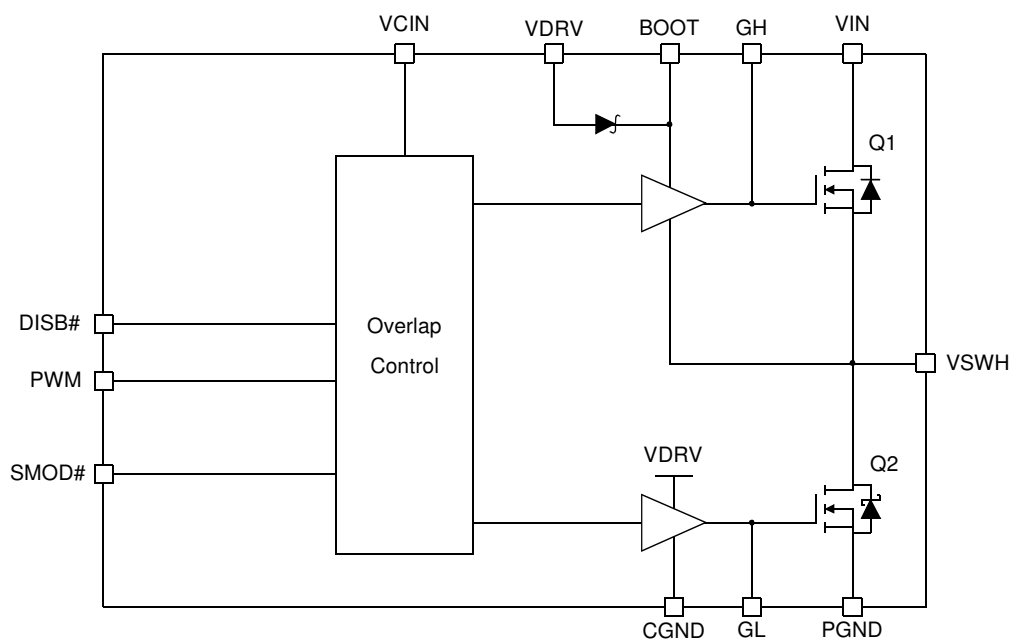 VCIN
VDRV
BOOT
GH
VIN
Q1
DISB#
PWM
SMOD#
Overlap
Control
VSWH
VDRV
Q2
CGND
GL
PGND